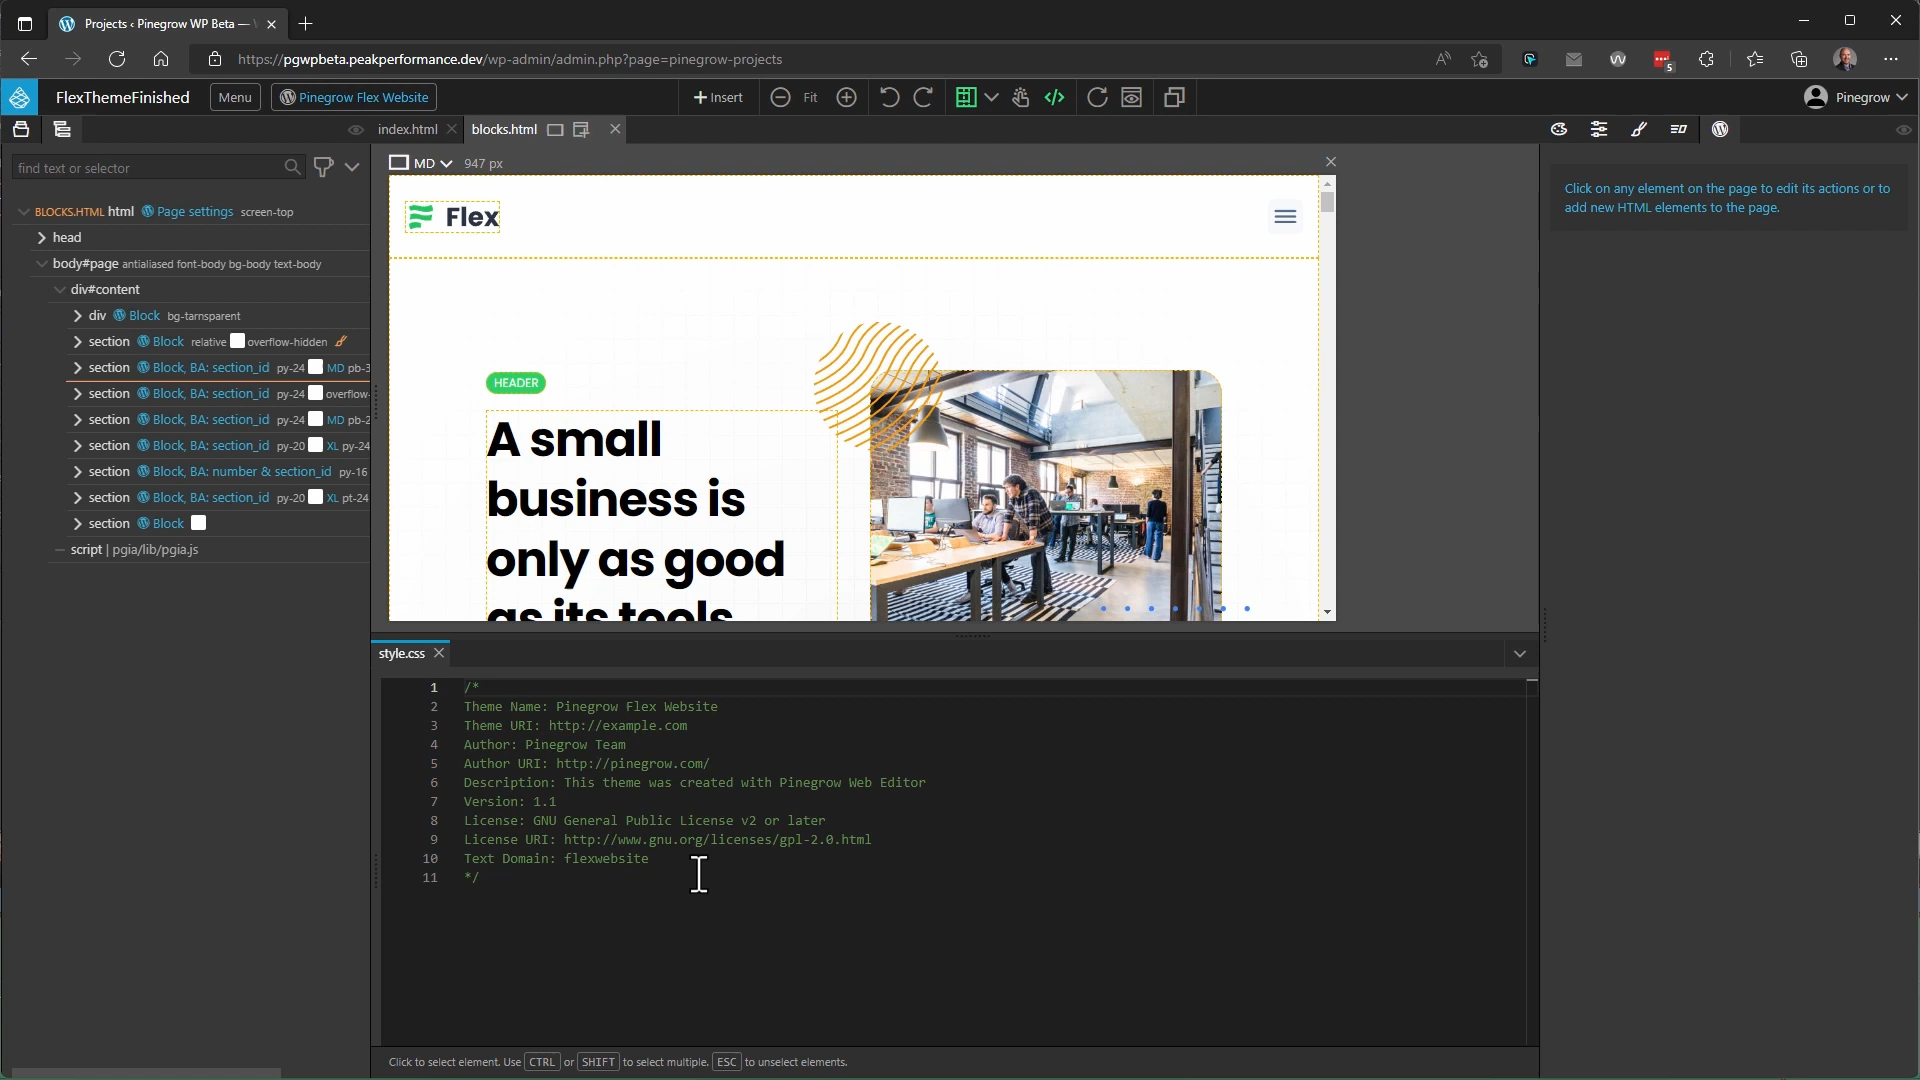 Projects ‹ Pinegrow WP Beta —
https://pgwpbeta.peakperformance.dev/wp-admin/admin.php?page=pinegrow-projects
5
FlexThemeFinished
Menu
Pinegrow Flex Website
Insert
Fit
Pinegrow
index.html
blocks.html
find text or selector
MD
947 px
BLOCKS.HTML html Page settings screen-top
head
body#page antialiased font-body bg-body text-body
div#content
div Block bg-tarnsparent
section Block relative overflow-hidden
section Block, BA: section_id py-24 MD pb-3
section Block, BA: section_id py-24 overflow-
section Block, BA: section_id py-24 MD pb-2
section Block, BA: section_id py-20 XL py-24
section Block, BA: number & section_id py-16
section Block, BA: section_id py-20 XL pt-24
section Block
script | pgia/lib/pgia.js
Flex
HEADER
A small
business is
only as good
as its tools
Click on any element on the page to edit its actions or to
add new HTML elements to the page.
style.css
1 /*
2 Theme Name: Pinegrow Flex Website
3 Theme URI: http://example.com
4 Author: Pinegrow Team
5 Author URI: http://pinegrow.com/
6 Description: This theme was created with Pinegrow Web Editor
7 Version: 1.1
8 License: GNU General Public License v2 or later
9 License URI: http://www.gnu.org/licenses/gpl-2.0.html
10 Text Domain: flexwebsite
11 */
Click to select element. Use CTRL or SHIFT to select multiple. ESC to unselect elements.